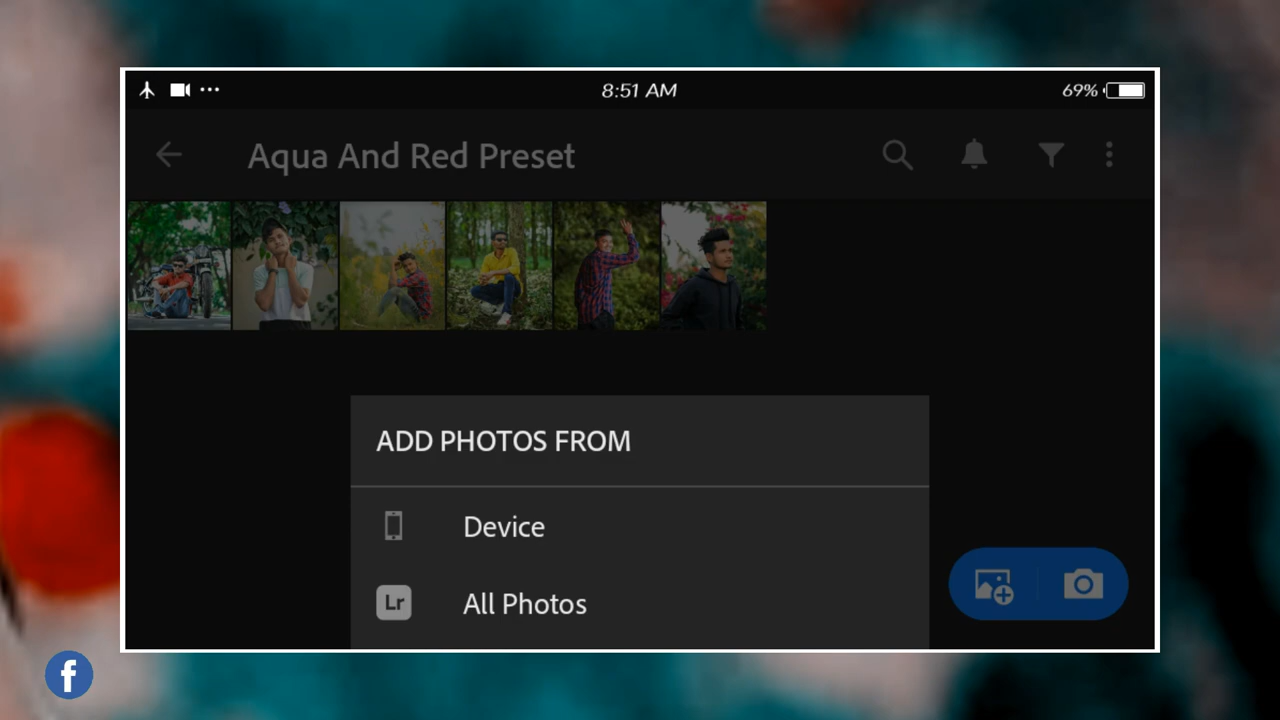 8:51 AM
69%
Aqua And Red Preset
ADD PHOTOS FROM
Device
Lr
All Photos
f